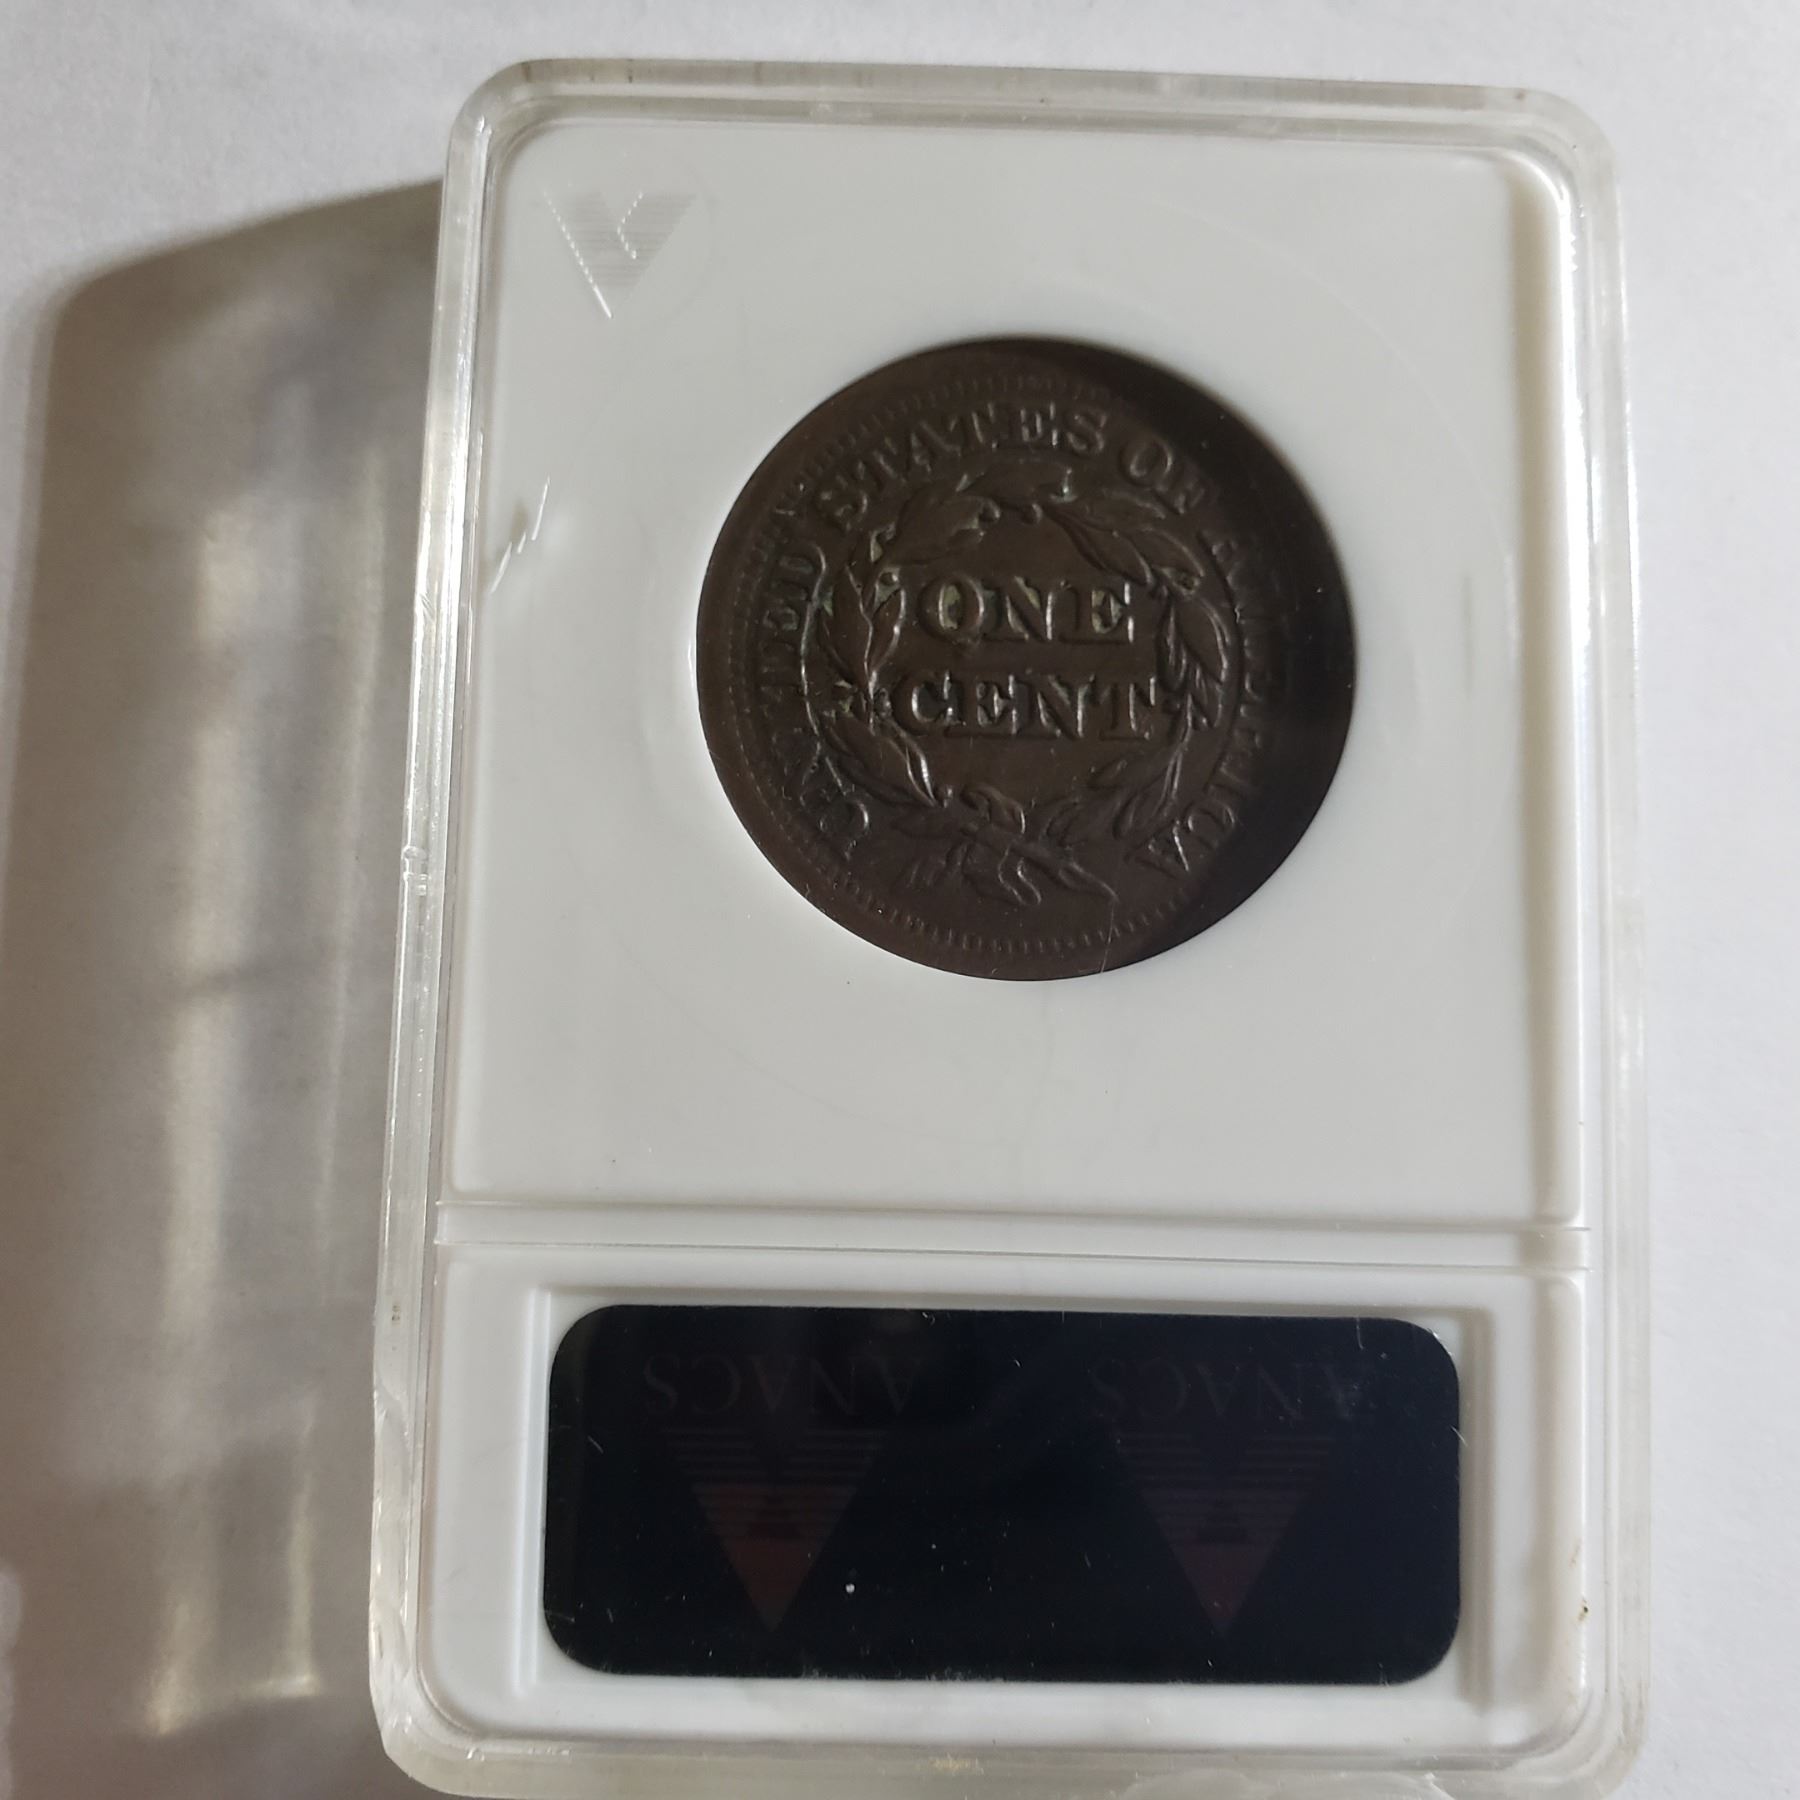 UNITED STATES OF AMERICA
ONE
CENT
ANACS ANACS